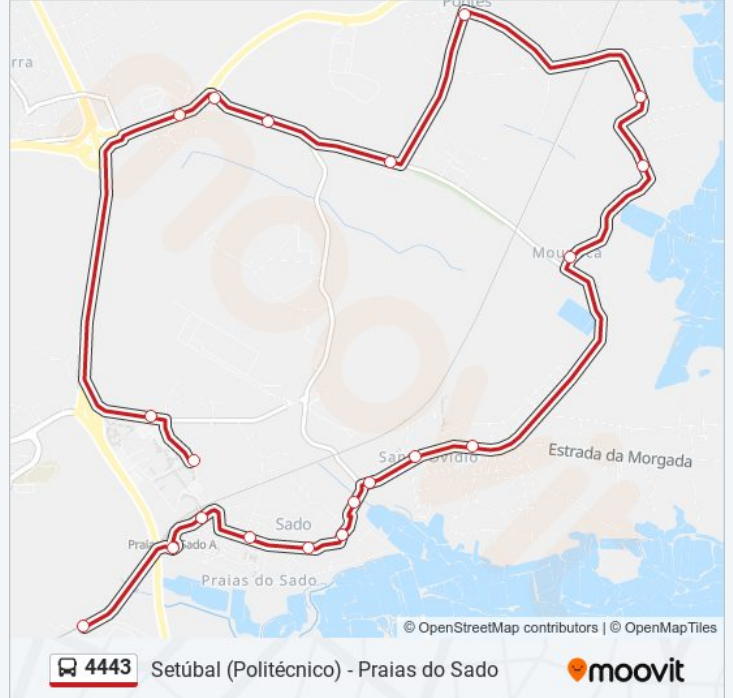 Pontes
rra
moovit
Mourisca
Santo Ovídio
Estrada da Morgada
Sado
Praias do Sado A
Praias do Sado
© OpenStreetMap contributors | © OpenMapTiles
4443 Setúbal (Politécnico) - Praias do Sado moovit